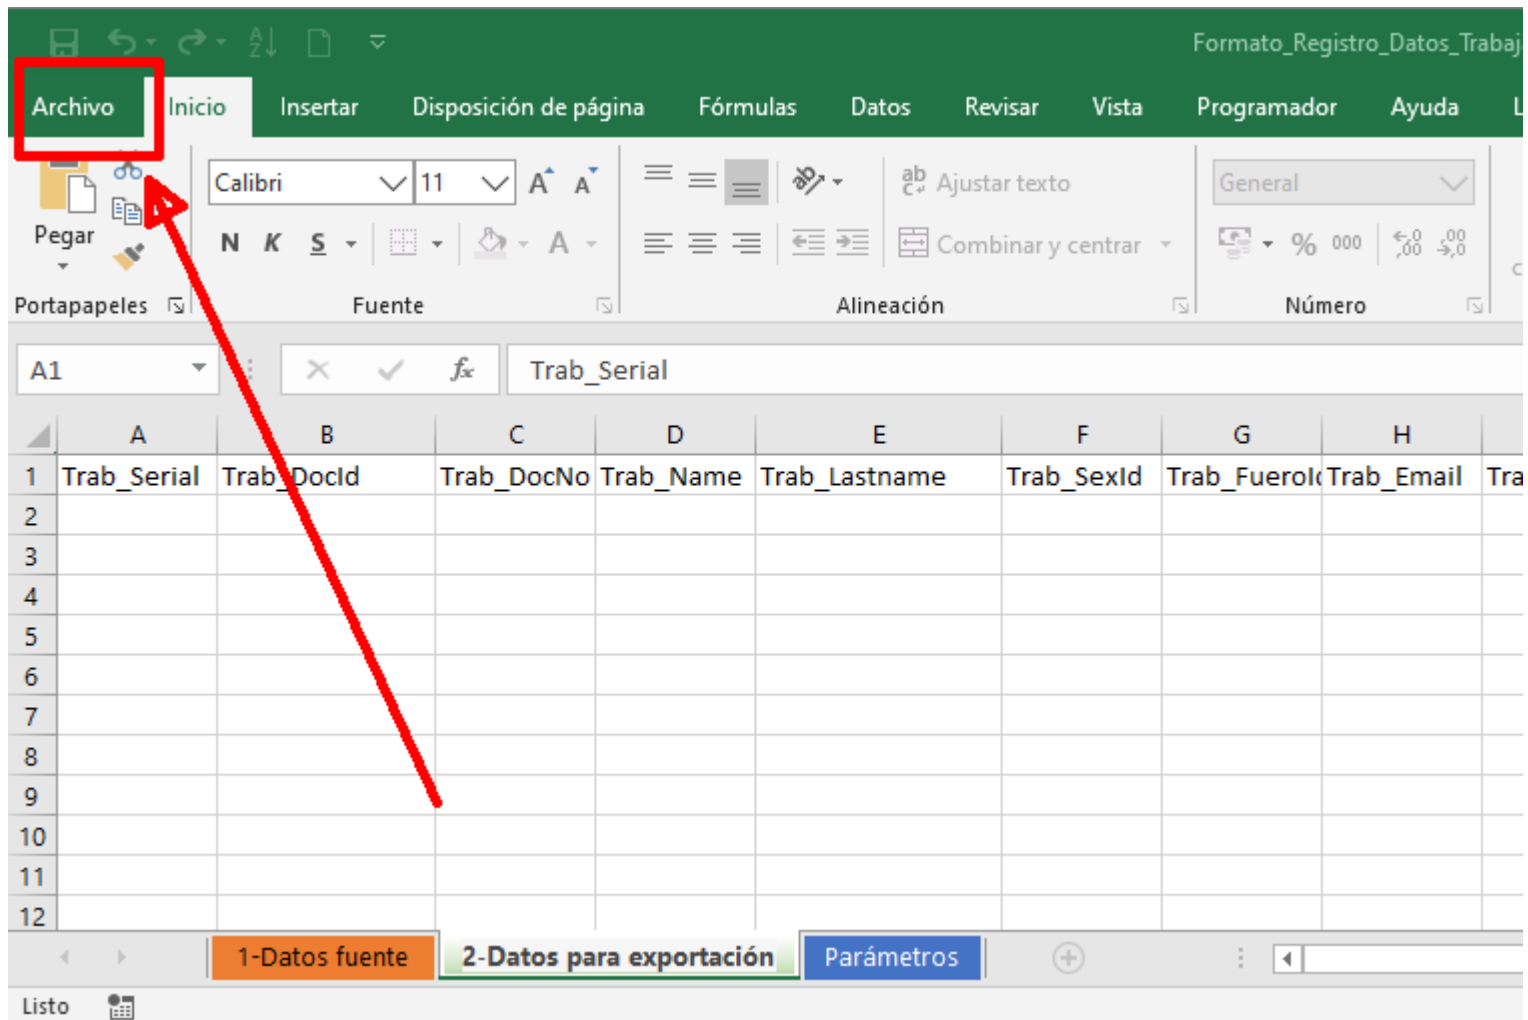 Formato_Registro_Datos_Trabaj
Archivo Inicio Insertar Disposición de página Fórmulas Datos Revisar Vista Programador Ayuda
Calibri 11 A A ab c Ajustar texto General
Pegar N K S A Combinar y centrar % 000
Portapapeles Fuente Alineación Número
A1 fx Trab_Serial
A B C D E F G H
1 Trab_Serial Trab_DocId Trab_DocNo Trab_Name Trab_Lastname Trab_SexId Trab_FueroI Trab_Email Tra
2
3
4
5
6
7
8
9
10
11
12
1-Datos fuente 2-Datos para exportación Parámetros
Listo